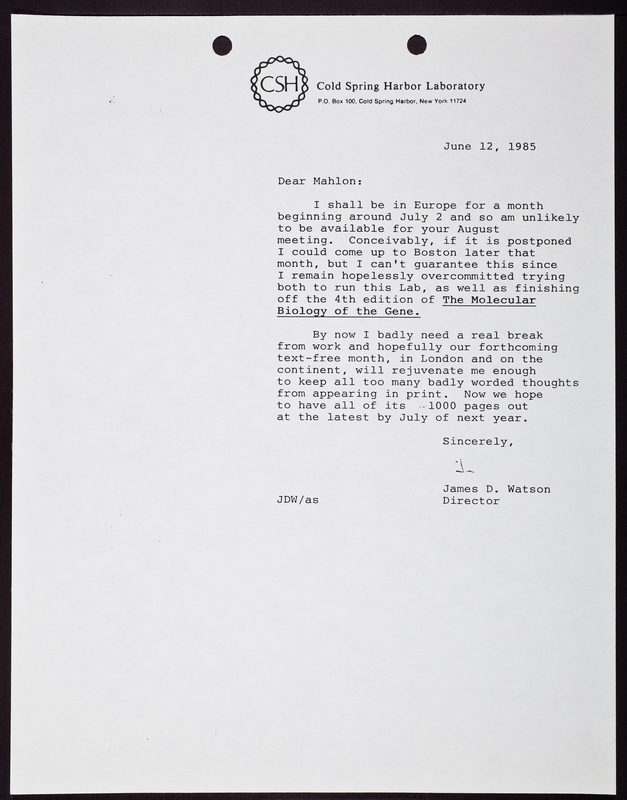 CSH
Cold Spring Harbor Laboratory
P.O. Box 100, Cold Spring Harbor, New York 11724
June 12, 1985
Dear Mahlon:
I shall be in Europe for a month
beginning around July 2 and so am unlikely
to be available for your August
meeting. Conceivably, if it is postponed
I could come up to Boston later that
month, but I can't guarantee this since
I remain hopelessly overcommitted trying
both to run this Lab, as well as finishing
off the 4th edition of The Molecular
Biology of the Gene.
By now I badly need a real break
from work and hopefully our forthcoming
text-free month, in London and on the
continent, will rejuvenate me enough
to keep all too many badly worded thoughts
from appearing in print. Now we hope
to have all of its 1000 pages out
at the latest by July of next year.
Sincerely,
James D. Watson
JDW/as
Director